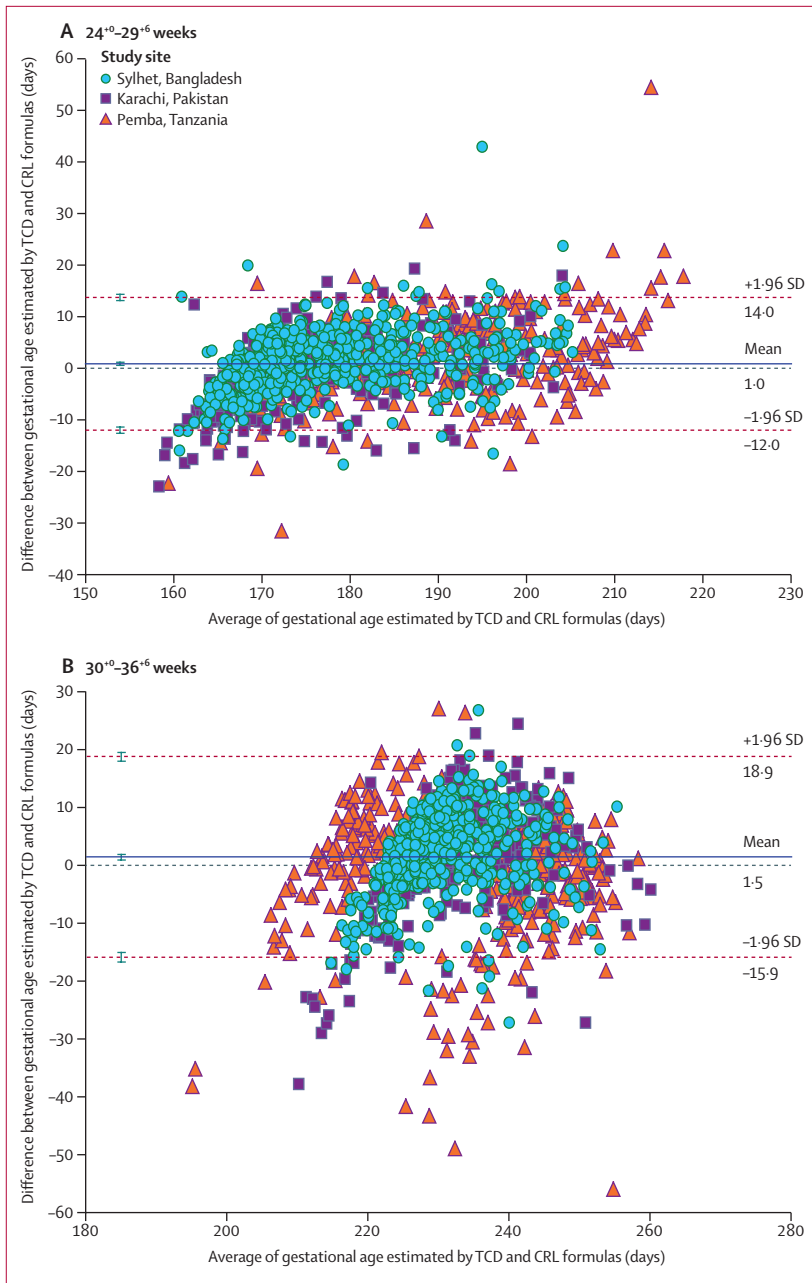 A 24+0–29+6 weeks
Study site
Sylhet, Bangladesh
Karachi, Pakistan
Pemba, Tanzania
Difference between gestational age estimated by TCD and CRL formulas (days)
60
50
40
30
20
10
0
–10
–20
–30
–40
+1·96 SD
14·0
Mean
1·0
–1·96 SD
–12·0
150 160 170 180 190 200 210 220 230
Average of gestational age estimated by TCD and CRL formulas (days)
B 30+0–36+6 weeks
Difference between gestational age estimated by TCD and CRL formulas (days)
30
20
10
0
–10
–20
–30
–40
–50
–60
+1·96 SD
18·9
Mean
1·5
–1·96 SD
–15·9
180 200 220 240 260 280
Average of gestational age estimated by TCD and CRL formulas (days)